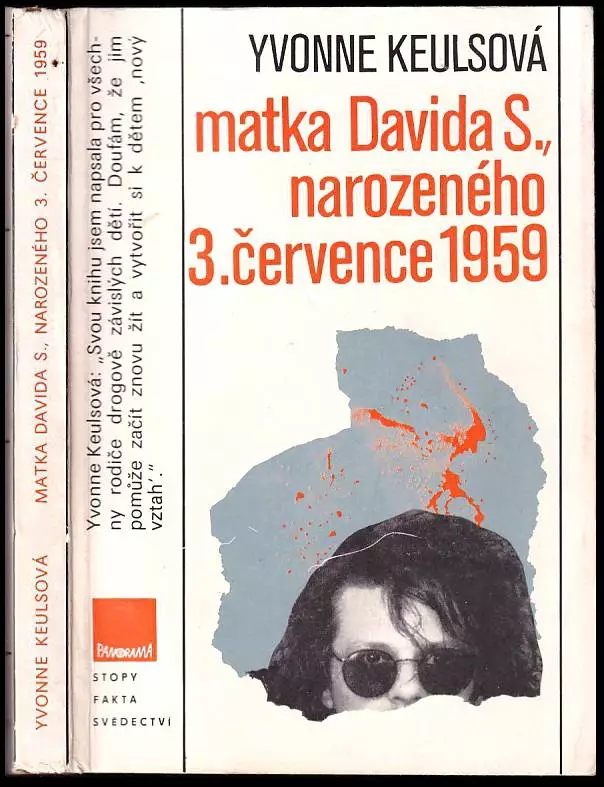 YVONNE KEULSOVÁ MATKA DAVIDA S., NAROZENÉHO 3. ČERVENCE 1959
Yvonne Keulsová: „Svou knihu jsem napsala pro všech-
ny rodiče drogově závislých dětí. Doufám, že jim
pomůže začít znovu žít a vytvořit si k dětem ‚nový
vztah‘.“
PANORAMA
STOPY
FAKTA
SVĚDECTVÍ
YVONNE KEULSOVÁ
matka Davida S.,
narozeného
3. července 1959